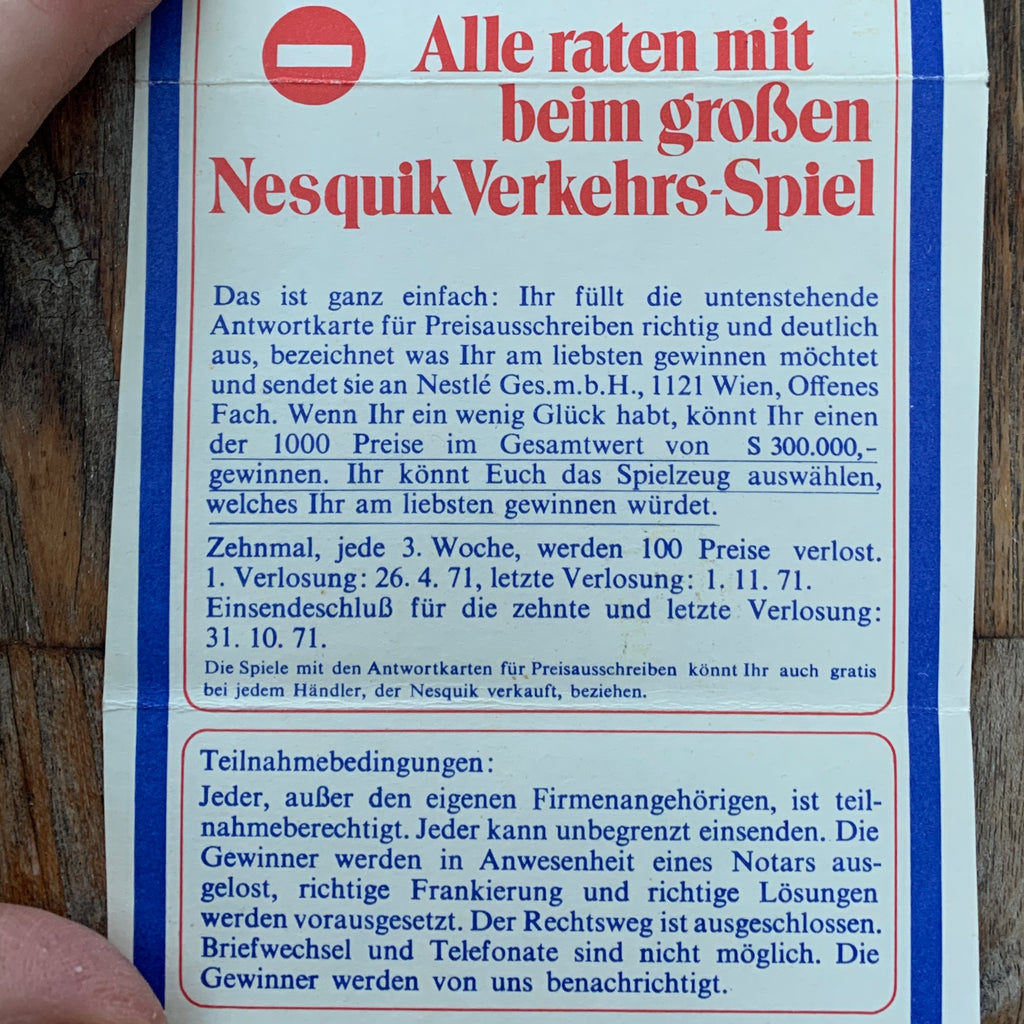 Alle raten mit
beim großen
Nesquik Verkehrs-Spiel
Das ist ganz einfach: Ihr füllt die untenstehende
Antwortkarte für Preisausschreiben richtig und deutlich
aus, bezeichnet was Ihr am liebsten gewinnen möchtet
und sendet sie an Nestlé Ges.m.b.H., 1121 Wien, Offenes
Fach. Wenn Ihr ein wenig Glück habt, könnt Ihr einen
der 1000 Preise im Gesamtwert von S 300.000,-
gewinnen. Ihr könnt Euch das Spielzeug auswählen,
welches Ihr am liebsten gewinnen würdet.
Zehnmal, jede 3. Woche, werden 100 Preise verlost.
1. Verlosung: 26. 4. 71, letzte Verlosung: 1. 11. 71.
Einsendeschluß für die zehnte und letzte Verlosung:
31. 10. 71.
Die Spiele mit den Antwortkarten für Preisausschreiben könnt Ihr auch gratis
bei jedem Händler, der Nesquik verkauft, beziehen.
Teilnahmebedingungen:
Jeder, außer den eigenen Firmenangehörigen, ist teil-
nahmeberechtigt. Jeder kann unbegrenzt einsenden. Die
Gewinner werden in Anwesenheit eines Notars aus-
gelost, richtige Frankierung und richtige Lösungen
werden vorausgesetzt. Der Rechtsweg ist ausgeschlossen.
Briefwechsel und Telefonate sind nicht möglich. Die
Gewinner werden von uns benachrichtigt.